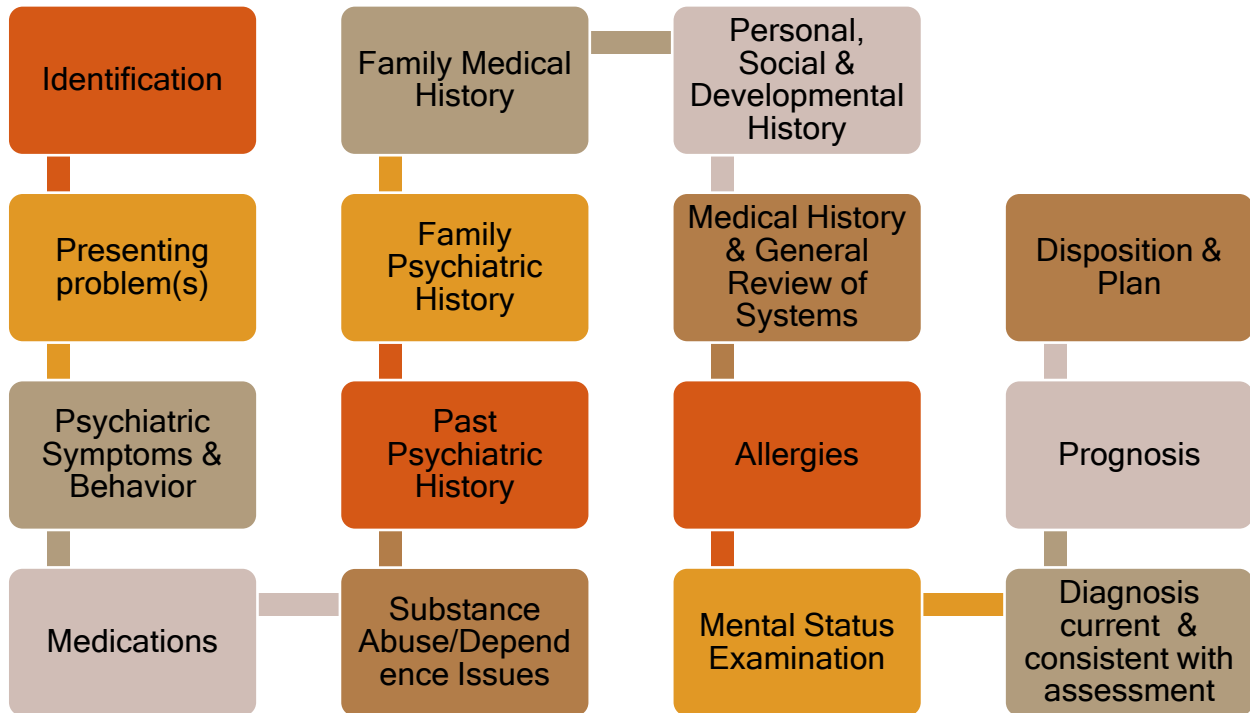 Identification
Presenting
problem(s)
Psychiatric
Symptoms &
Behavior
Medications
Substance
Abuse/Depend
ence Issues
Past
Psychiatric
History
Family
Psychiatric
History
Family Medical
History
Personal,
Social &
Developmental
History
Medical History
& General
Review of
Systems
Allergies
Mental Status
Examination
Diagnosis
current &
consistent with
assessment
Prognosis
Disposition &
Plan